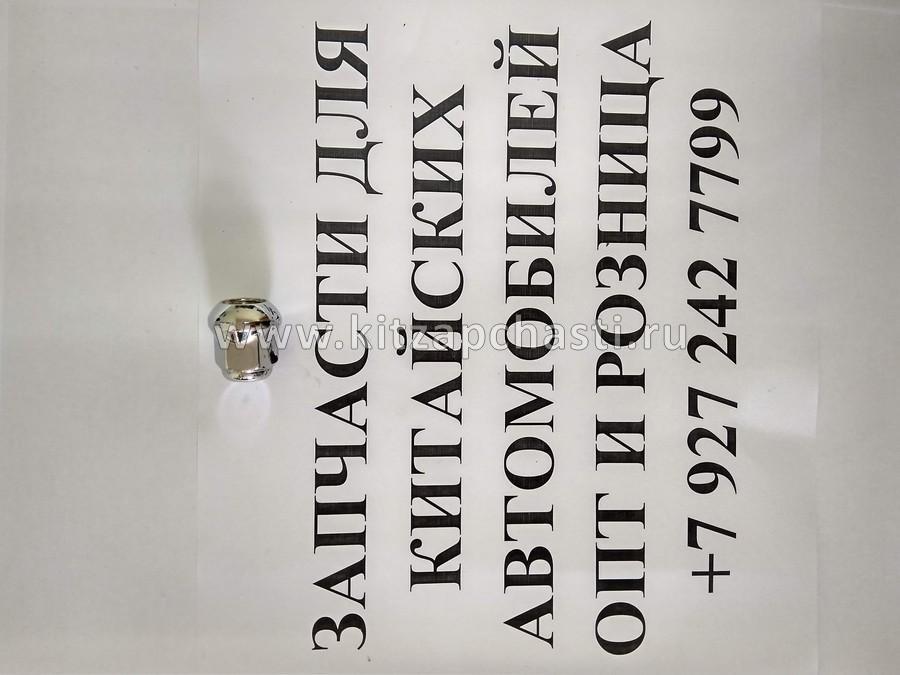 ЗАПЧАСТИ ДЛЯ
КИТАЙСКИХ
АВТОМОБИЛЕЙ
ОПТ И РОЗНИЦА
+7 927 242 7799
www.kitzapchasti.ru